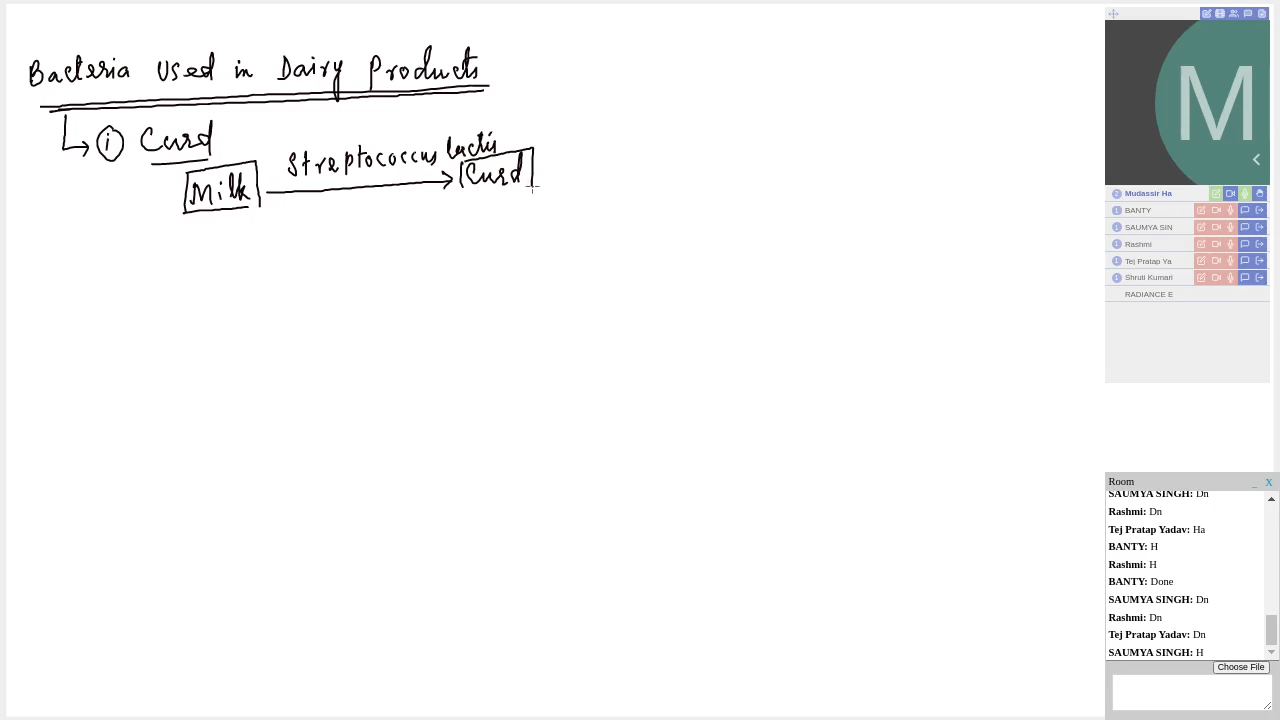 Bacteria Used in Dairy Products
i Curd
Milk Streptococcus lactis Curd
M
Mudassir Ha
BANTY
SAUMYA SIN
Rashmi
Tej Pratap Ya
Shruti Kumari
RADIANCE E
Room _ X
SAUMYA SINGH: Dn
Rashmi: Dn
Tej Pratap Yadav: Ha
BANTY: H
Rashmi: H
BANTY: Done
SAUMYA SINGH: Dn
Rashmi: Dn
Tej Pratap Yadav: Dn
SAUMYA SINGH: H
Choose File